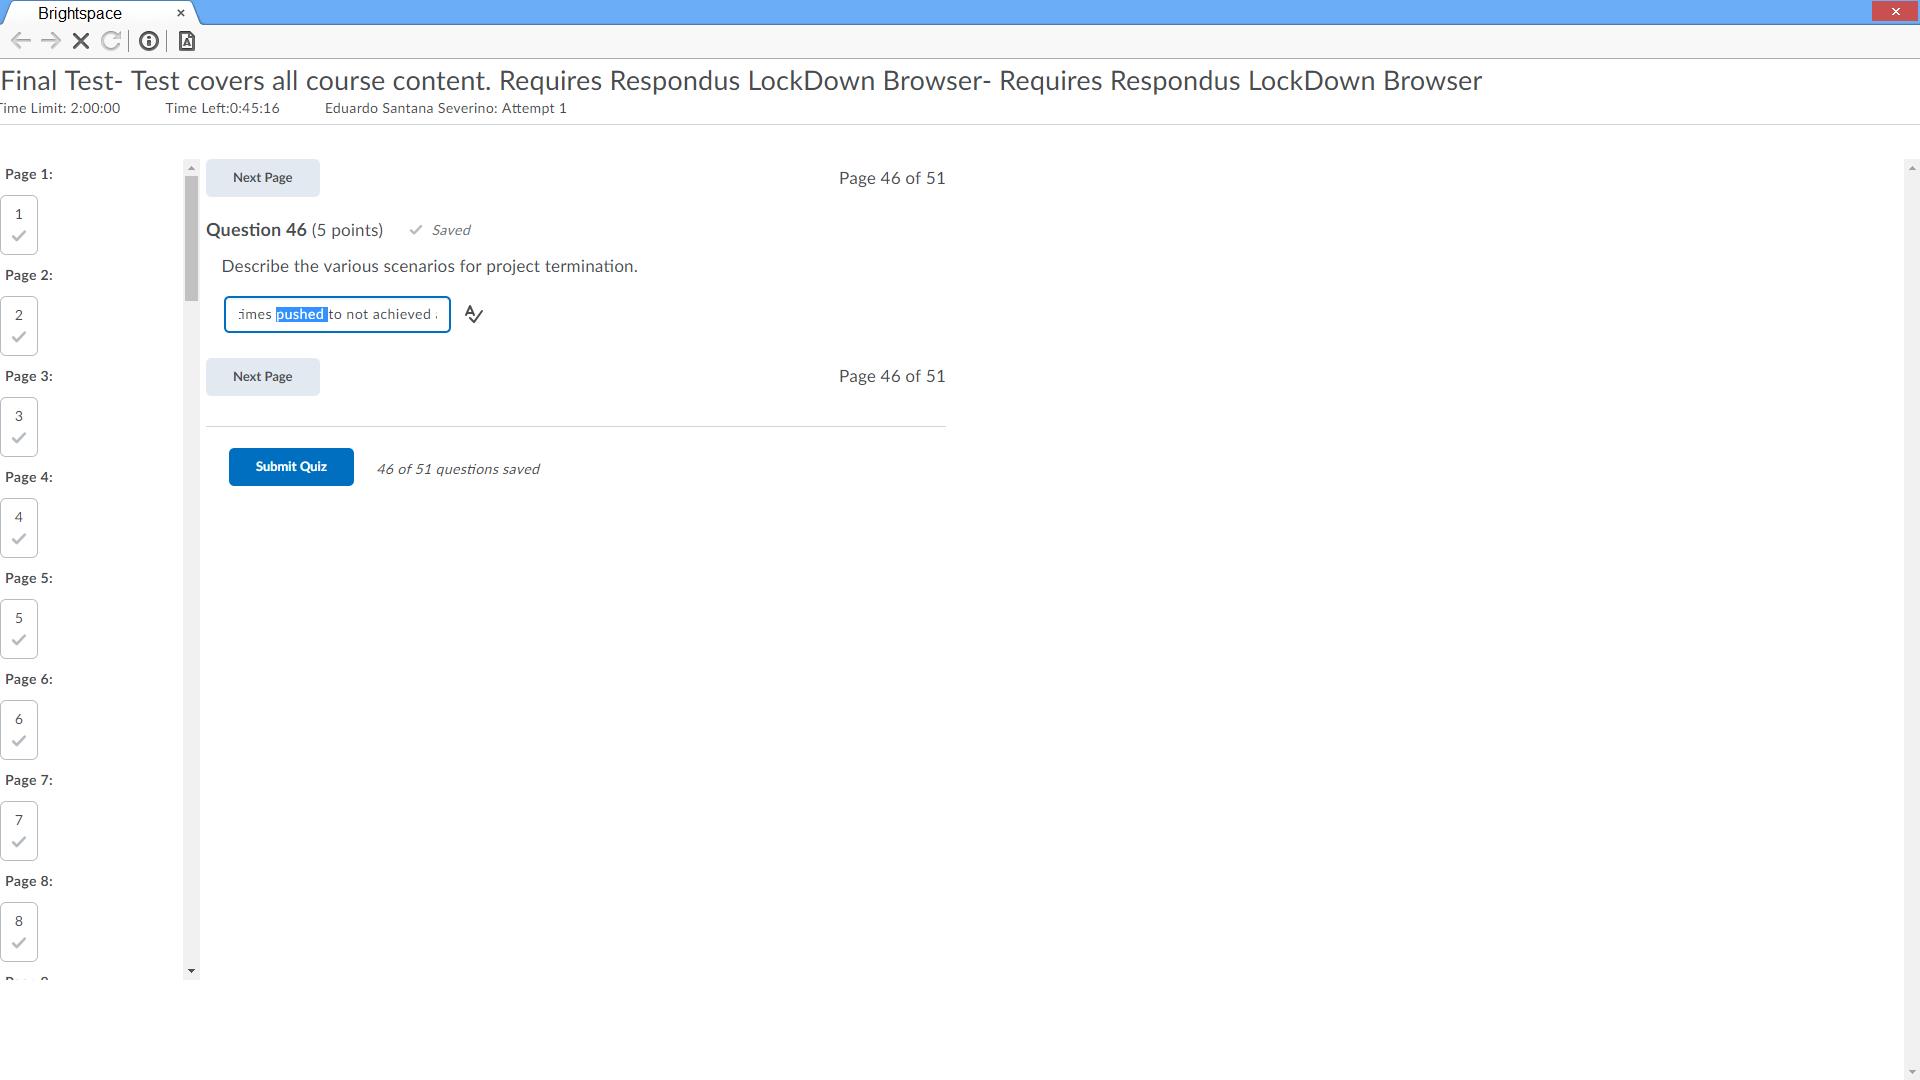 Brightspace
Final Test- Test covers all course content. Requires Respondus LockDown Browser- Requires Respondus LockDown Browser
Time Limit: 2:00:00 Time Left:0:45:16 Eduardo Santana Severino: Attempt 1
Page 1:
1
Page 2:
2
Page 3:
3
Page 4:
4
Page 5:
5
Page 6:
6
Page 7:
7
Page 8:
8
Next Page Page 46 of 51
Question 46 (5 points) Saved
Describe the various scenarios for project termination.
times pushed to not achieved
Next Page Page 46 of 51
Submit Quiz 46 of 51 questions saved